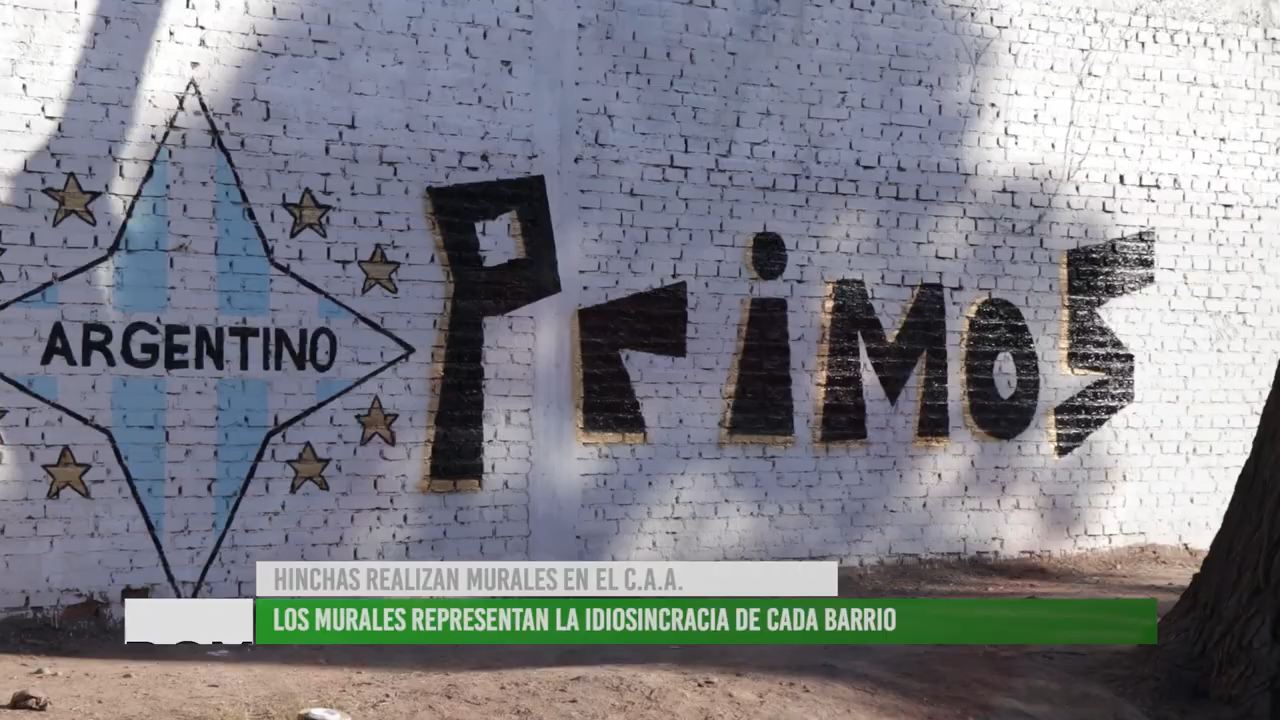 ARGENTINO
PriMoS
HINCHAS REALIZAN MURALES EN EL C.A.A.
LOS MURALES REPRESENTAN LA IDIOSINCRACIA DE CADA BARRIO